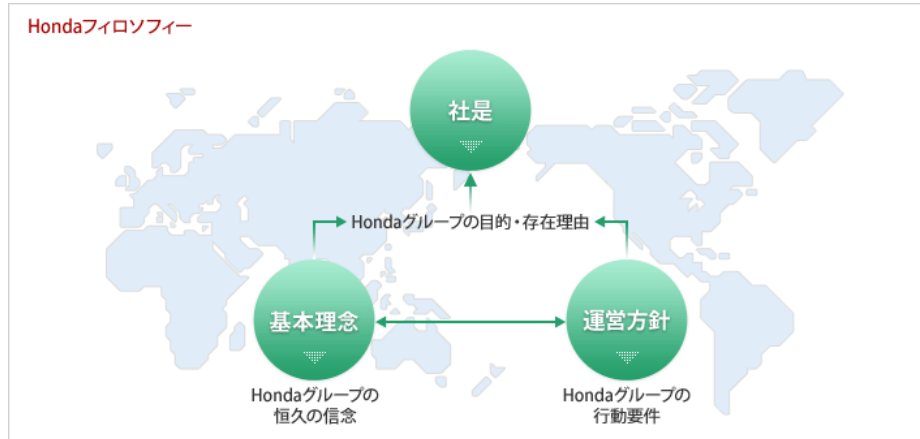 Hondaフィロソフィー
社是
Hondaグループの目的・存在理由
基本理念
運営方針
Hondaグループの
恒久の信念
Hondaグループの
行動要件